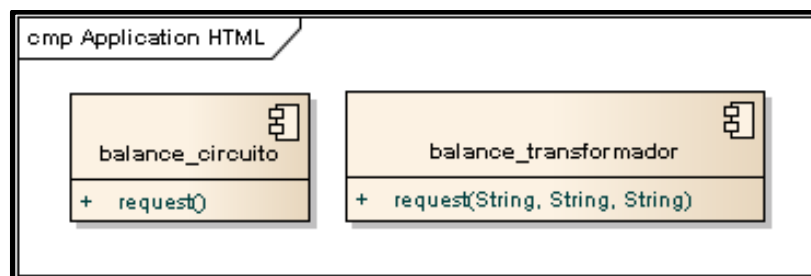 cmp Application HTML
balance_circuito
+ request()
balance_transformador
+ request(String, String, String)